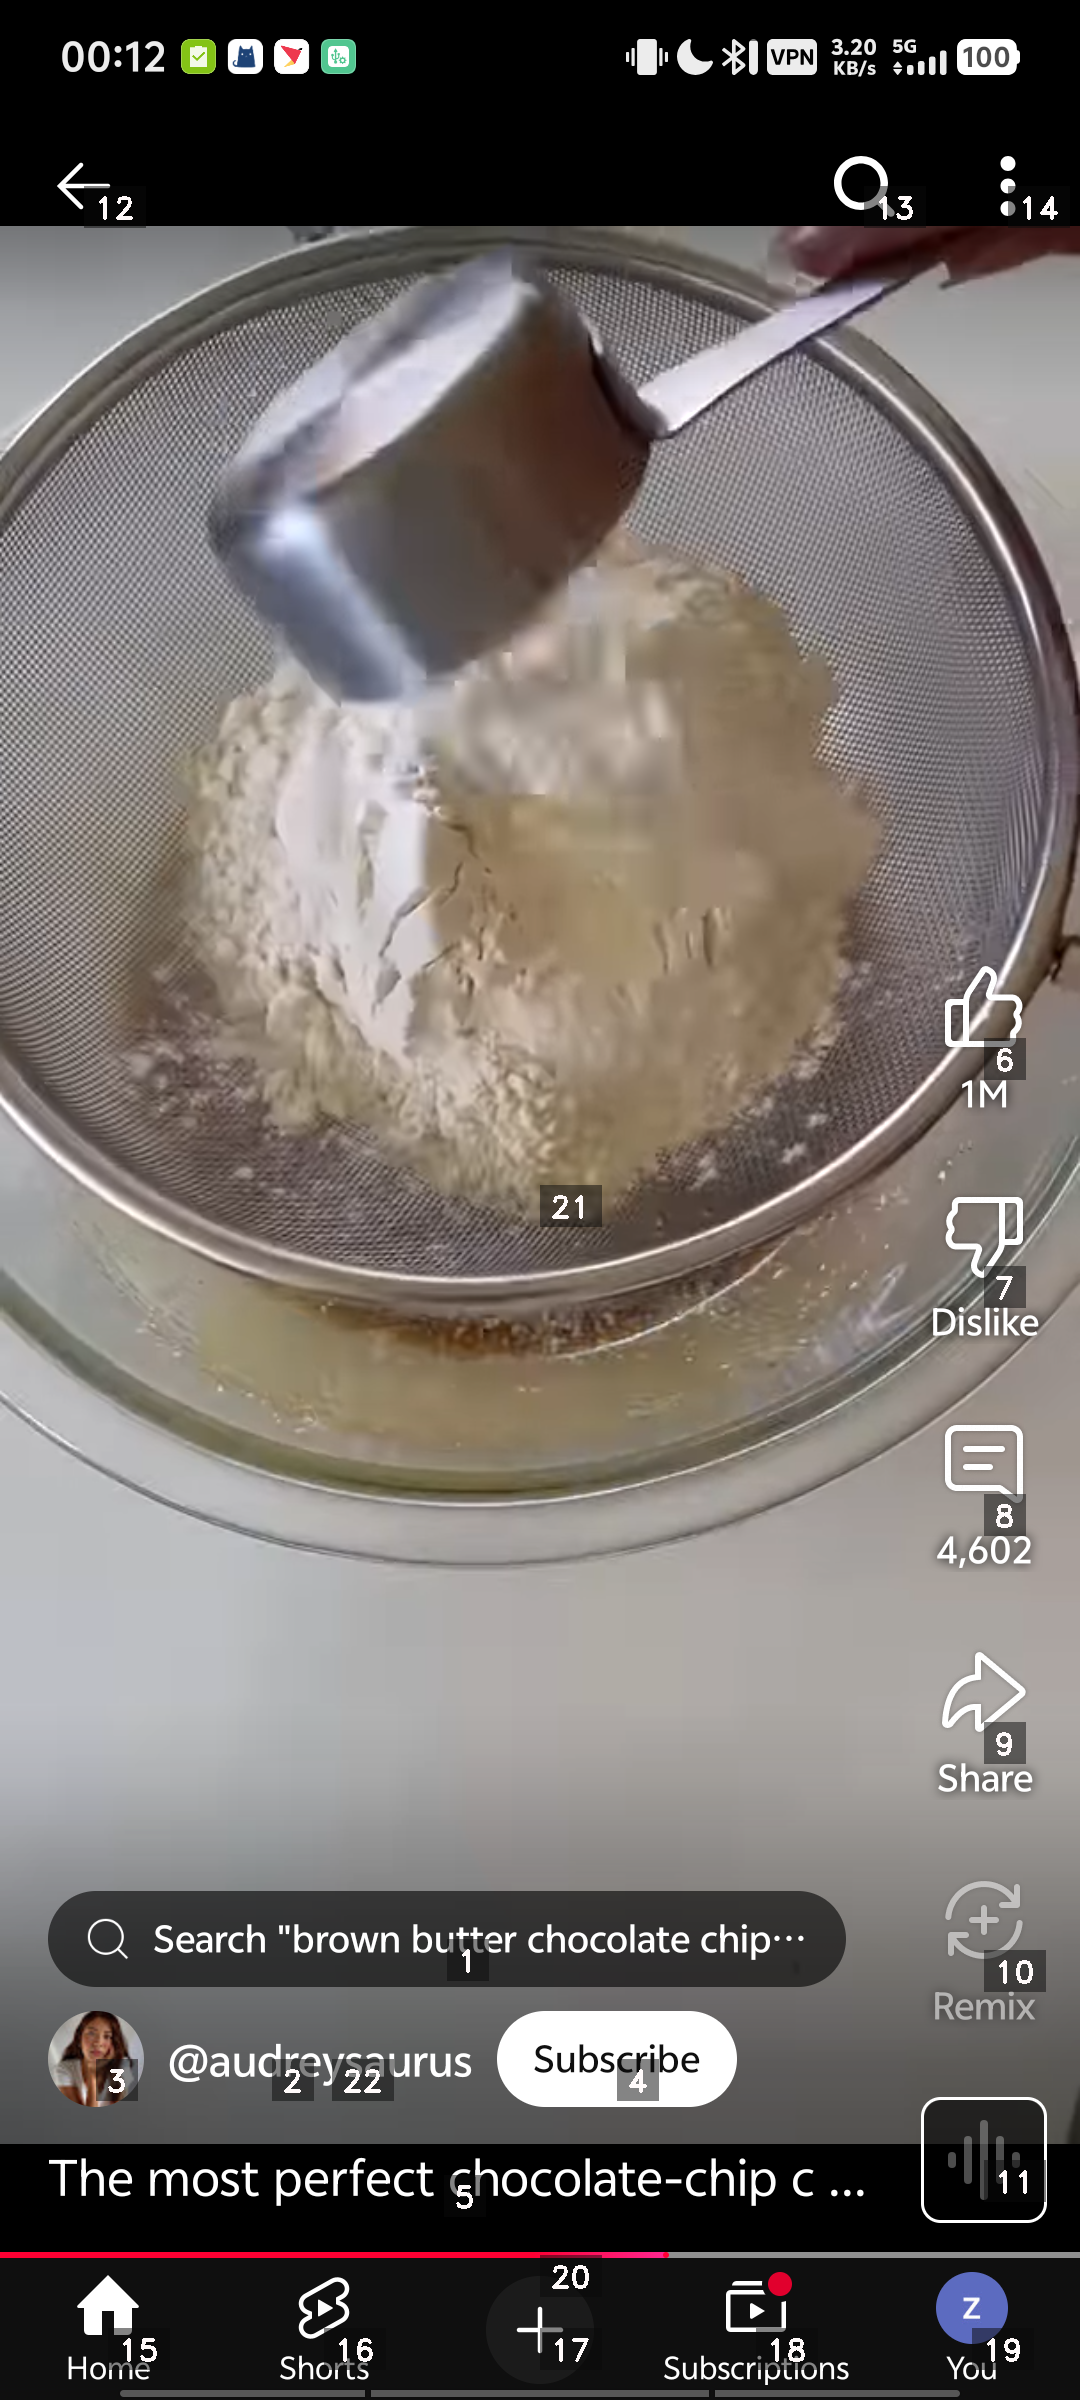 00:12
VPN
3.20 KB/s
5G
100
12
13
14
6
1M
21
7
Dislike
8
4,602
9
Share
Search "brown butter chocolate chip...
1
10
Remix
3
@audreysaurus
2
22
Subscribe
4
The most perfect chocolate-chip c ...
5
11
20
15
16
17
18
19
Z
Home
Shorts
Subscriptions
You